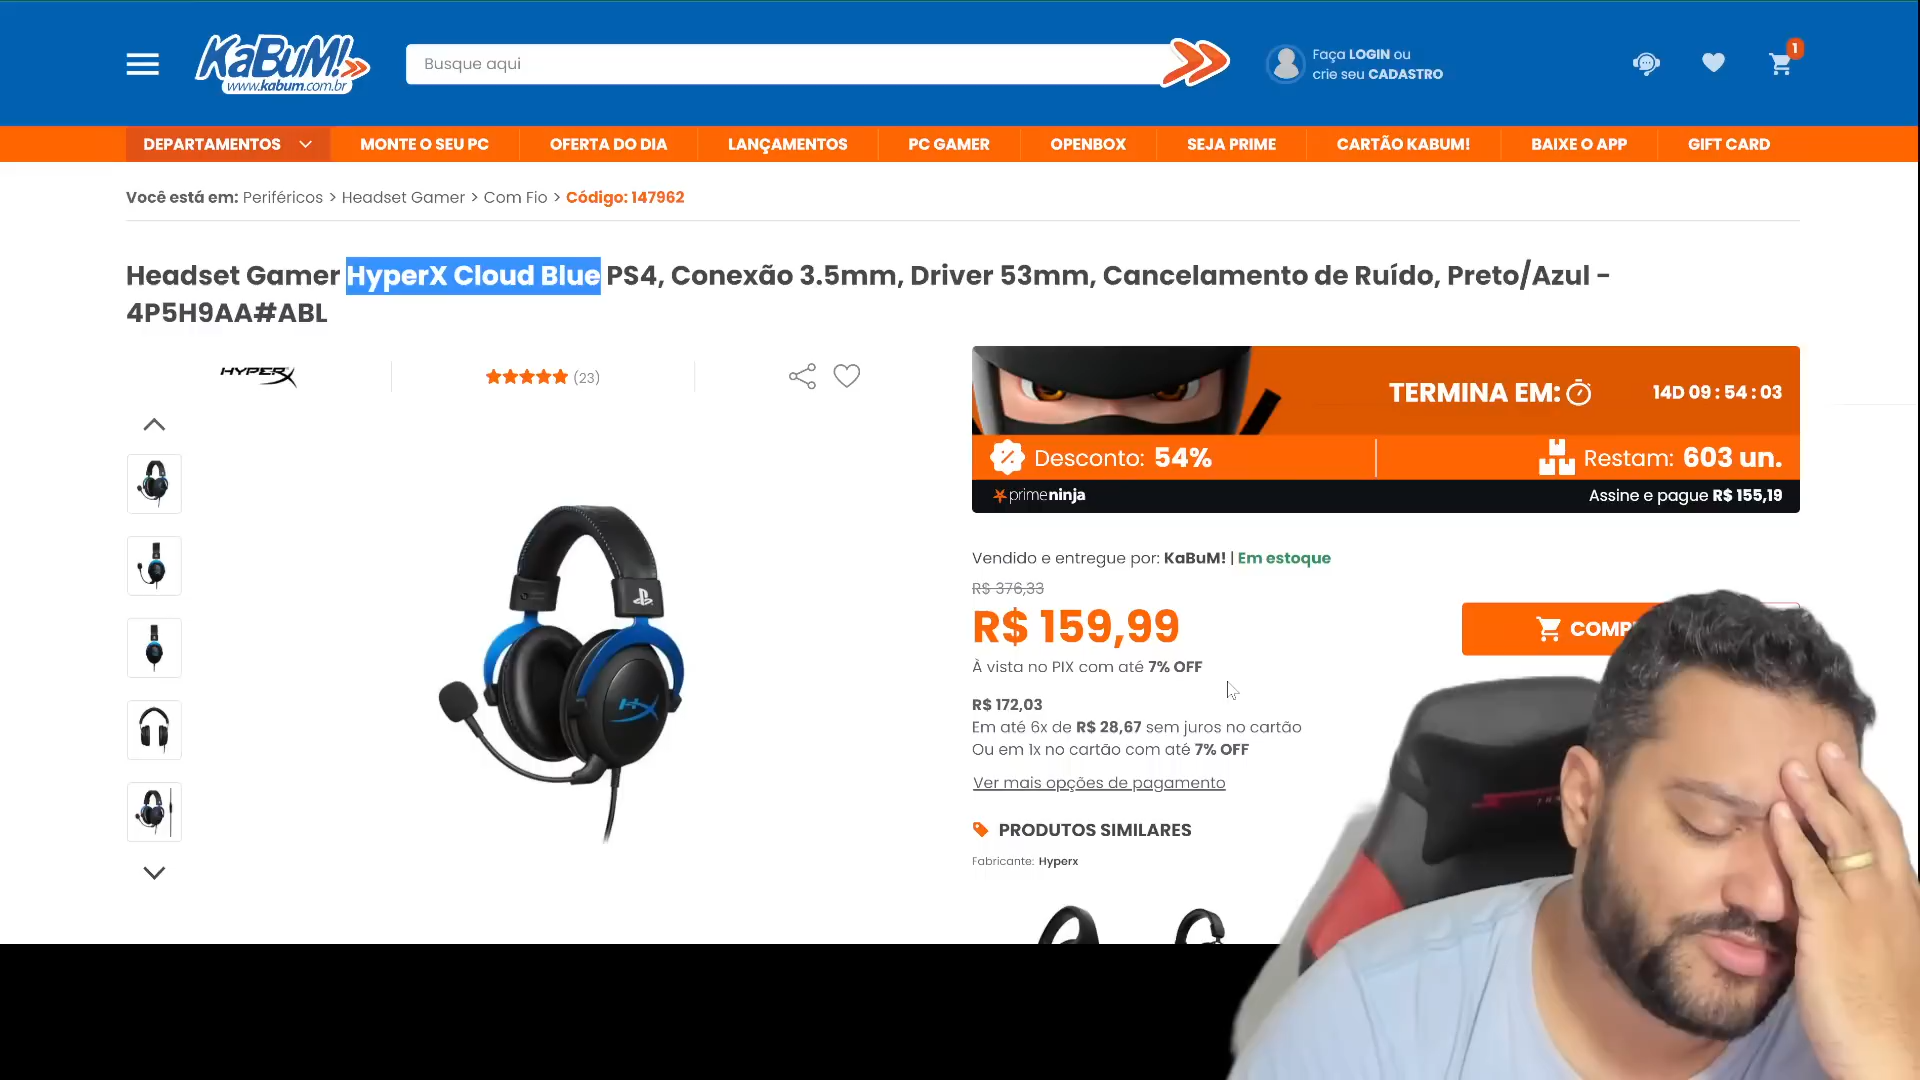 KaBuM!
www.kabum.com.br
Busque aqui
Faça LOGIN ou
crie seu CADASTRO
1
DEPARTAMENTOS
MONTE O SEU PC
OFERTA DO DIA
LANÇAMENTOS
PC GAMER
OPENBOX
SEJA PRIME
CARTÃO KABUM!
BAIXE O APP
GIFT CARD
Você está em: Periféricos > Headset Gamer > Com Fio > Código: 147962
Headset Gamer HyperX Cloud Blue PS4, Conexão 3.5mm, Driver 53mm, Cancelamento de Ruído, Preto/Azul -
4P5H9AA#ABL
HYPERX
(23)
TERMINA EM: 14D 09 : 54 : 03
Desconto: 54%
Restam: 603 un.
primeninja
Assine e pague R$ 155,19
Vendido e entregue por: KaBuM! | Em estoque
R$ 376,33
R$ 159,99
À vista no PIX com até 7% OFF
R$ 172,03
Em até 6x de R$ 28,67 sem juros no cartão
Ou em 1x no cartão com até 7% OFF
Ver mais opções de pagamento
PRODUTOS SIMILARES
Fabricante: Hyperx